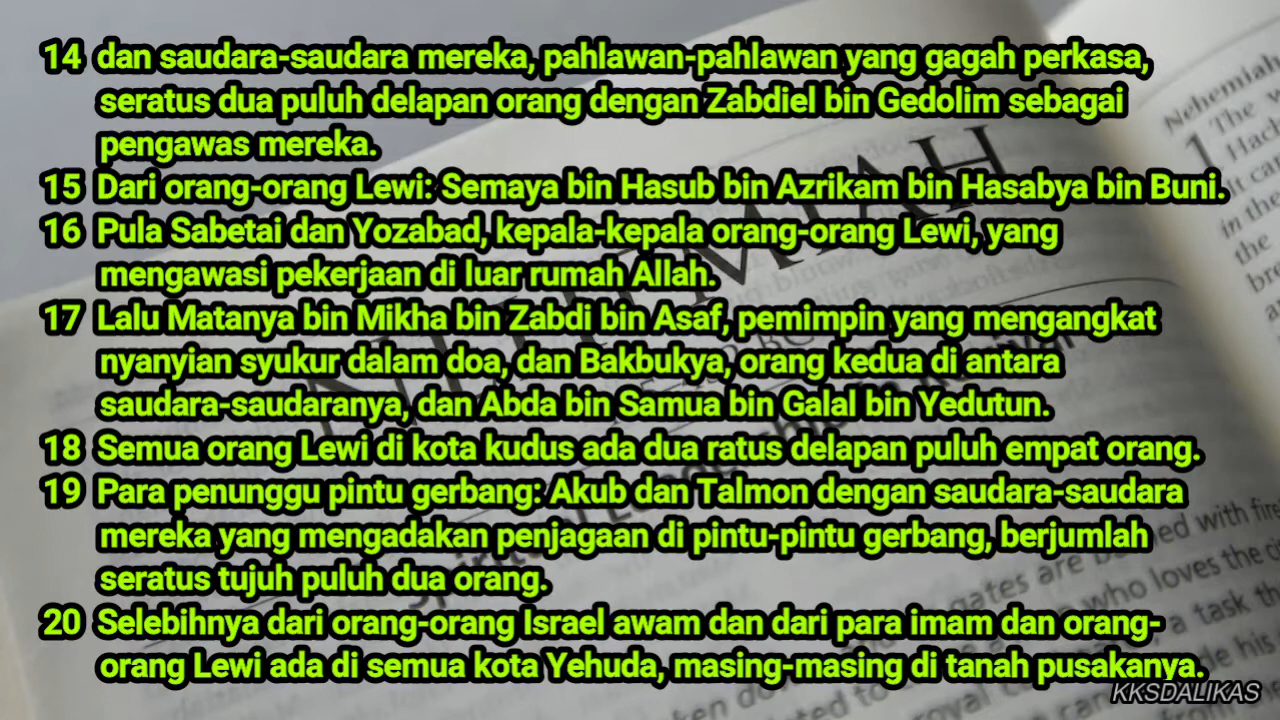 14 dan saudara-saudara mereka, pahlawan-pahlawan yang gagah perkasa,
seratus dua puluh delapan orang dengan Zabdiel bin Gedolim sebagai
pengawas mereka.
15 Dari orang-orang Lewi: Semaya bin Hasub bin Azrikam bin Hasabya bin Buni.
16 Pula Sabetai dan Yozabad, kepala-kepala orang-orang Lewi, yang
mengawasi pekerjaan di luar rumah Allah.
17 Lalu Matanya bin Mikha bin Zabdi bin Asaf, pemimpin yang mengangkat
nyanyian syukur dalam doa, dan Bakbukya, orang kedua di antara
saudara-saudaranya, dan Abda bin Samua bin Galal bin Yedutun.
18 Semua orang Lewi di kota kudus ada dua ratus delapan puluh empat orang.
19 Para penunggu pintu gerbang: Akub dan Talmon dengan saudara-saudara
mereka yang mengadakan penjagaan di pintu-pintu gerbang, berjumlah
seratus tujuh puluh dua orang.
20 Selebihnya dari orang-orang Israel awam dan dari para imam dan orang-
orang Lewi ada di semua kota Yehuda, masing-masing di tanah pusakanya.
KKSDALIKAS
NEHEMIAH
Nehemiah
1 The